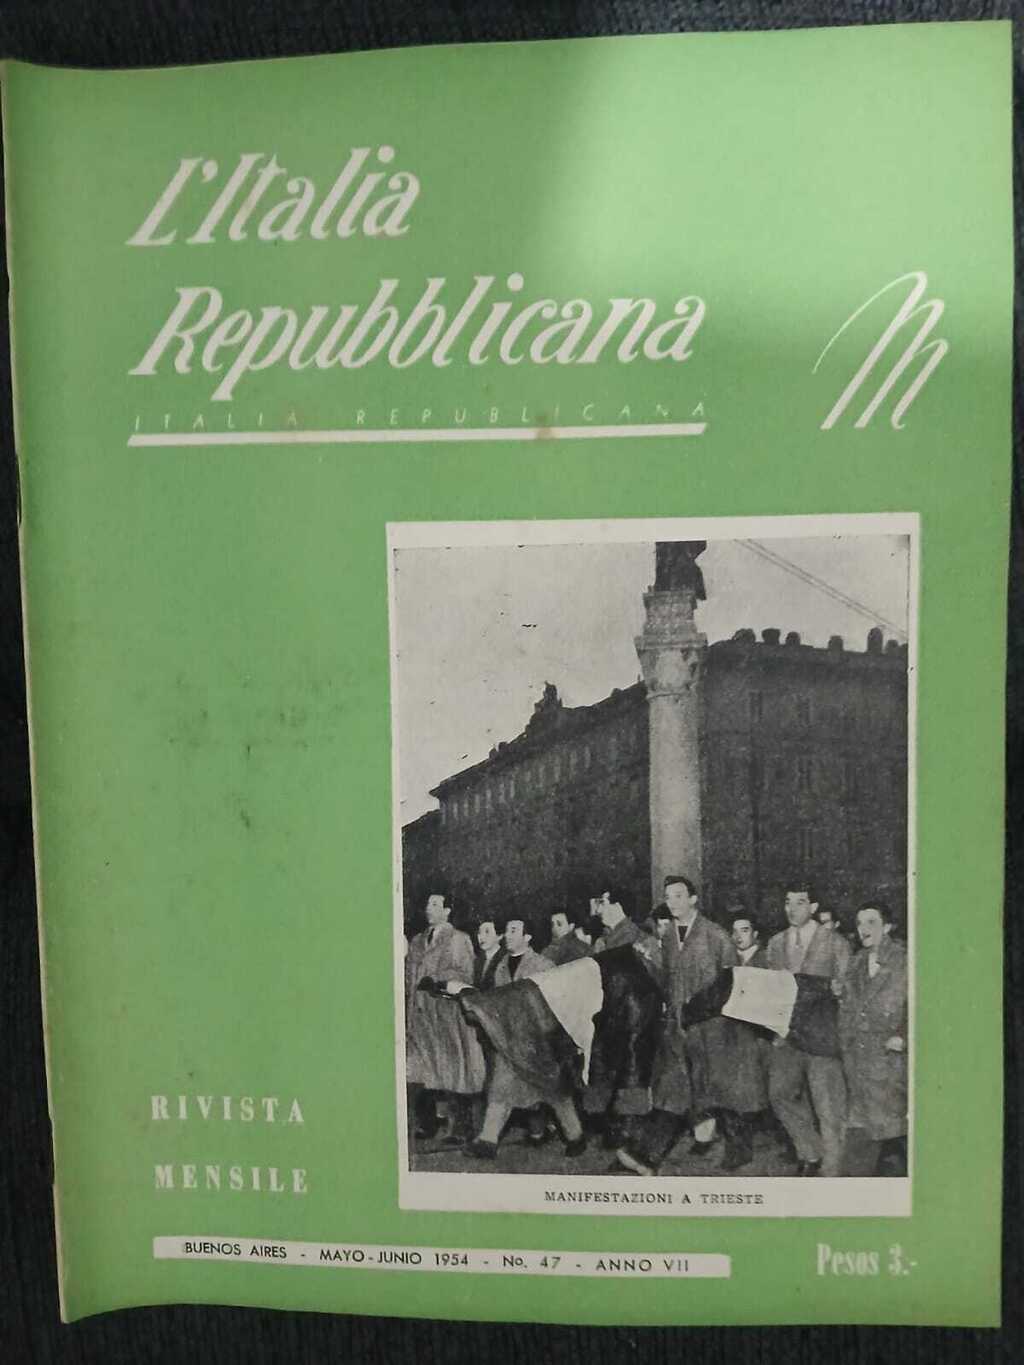 L'Italia
Repubblicana
ITALIA REPUBLICANA
M
MANIFESTAZIONI A TRIESTE
RIVISTA
MENSILE
BUENOS AIRES - MAYO-JUNIO 1954 - No. 47 - ANNO VII
Pesos 3.-